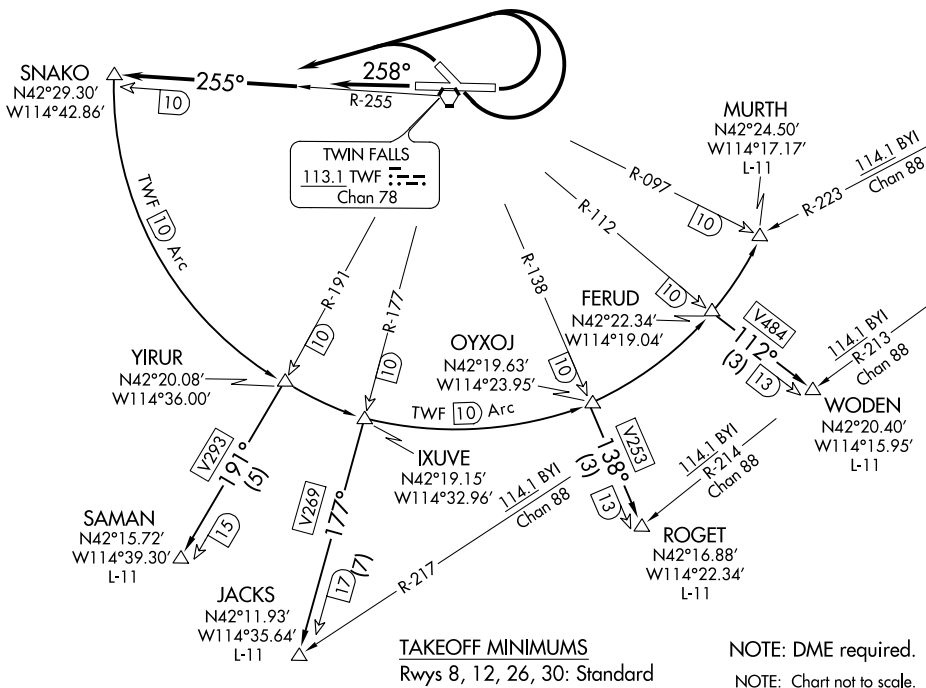 SNAKO
N42°29.30′
W114°42.86′
10
255°
258°
R-255
TWIN FALLS
113.1 TWF
Chan 78
MURTH
N42°24.50′
W114°17.17′
L-11
114.1 BYI
R-223
Chan 88
R-097
10
R-112
10
TWF 10 Arc
R-191
10
R-177
10
R-138
10
FERUD
N42°22.34′
W114°19.04′
V484
112°
(3)
13
114.1 BYI
R-213
Chan 88
WODEN
N42°20.40′
W114°15.95′
L-11
YIRUR
N42°20.08′
W114°36.00′
OYXOJ
N42°19.63′
W114°23.95′
TWF 10 Arc
IXUVE
N42°19.15′
W114°32.96′
V293
191°
(5)
15
SAMAN
N42°15.72′
W114°39.30′
L-11
V269
177°
(7)
17
JACKS
N42°11.93′
W114°35.64′
L-11
114.1 BYI
Chan 88
R-217
V253
138°
(3)
13
114.1 BYI
R-214
Chan 88
ROGET
N42°16.88′
W114°22.34′
L-11
TAKEOFF MINIMUMS
Rwys 8, 12, 26, 30: Standard
NOTE: DME required.
NOTE: Chart not to scale.